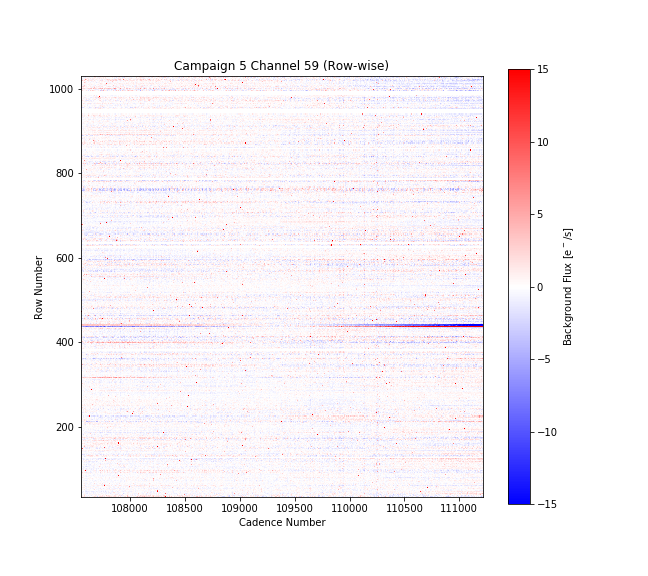 Campaign 5 Channel 59 (Row-wise)
1000
800
600
400
200
Row Number
108000 108500 109000 109500 110000 110500 111000
Cadence Number
15
10
5
0
−5
−10
−15
Background Flux [e⁻/s]